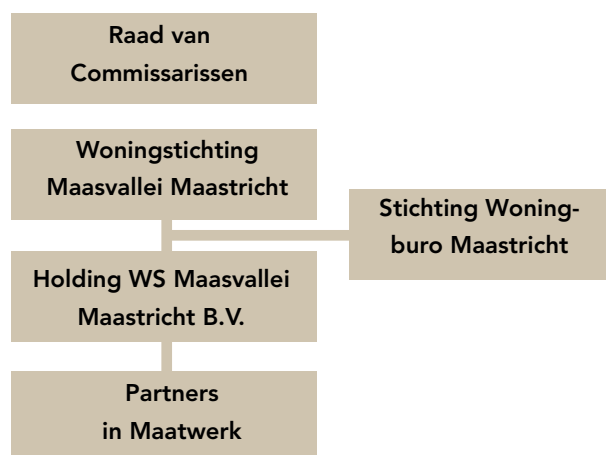 Raad van
Commissarissen
Woningstichting
Maasvallei Maastricht
Stichting Woning-
buro Maastricht
Holding WS Maasvallei
Maastricht B.V.
Partners
in Maatwerk